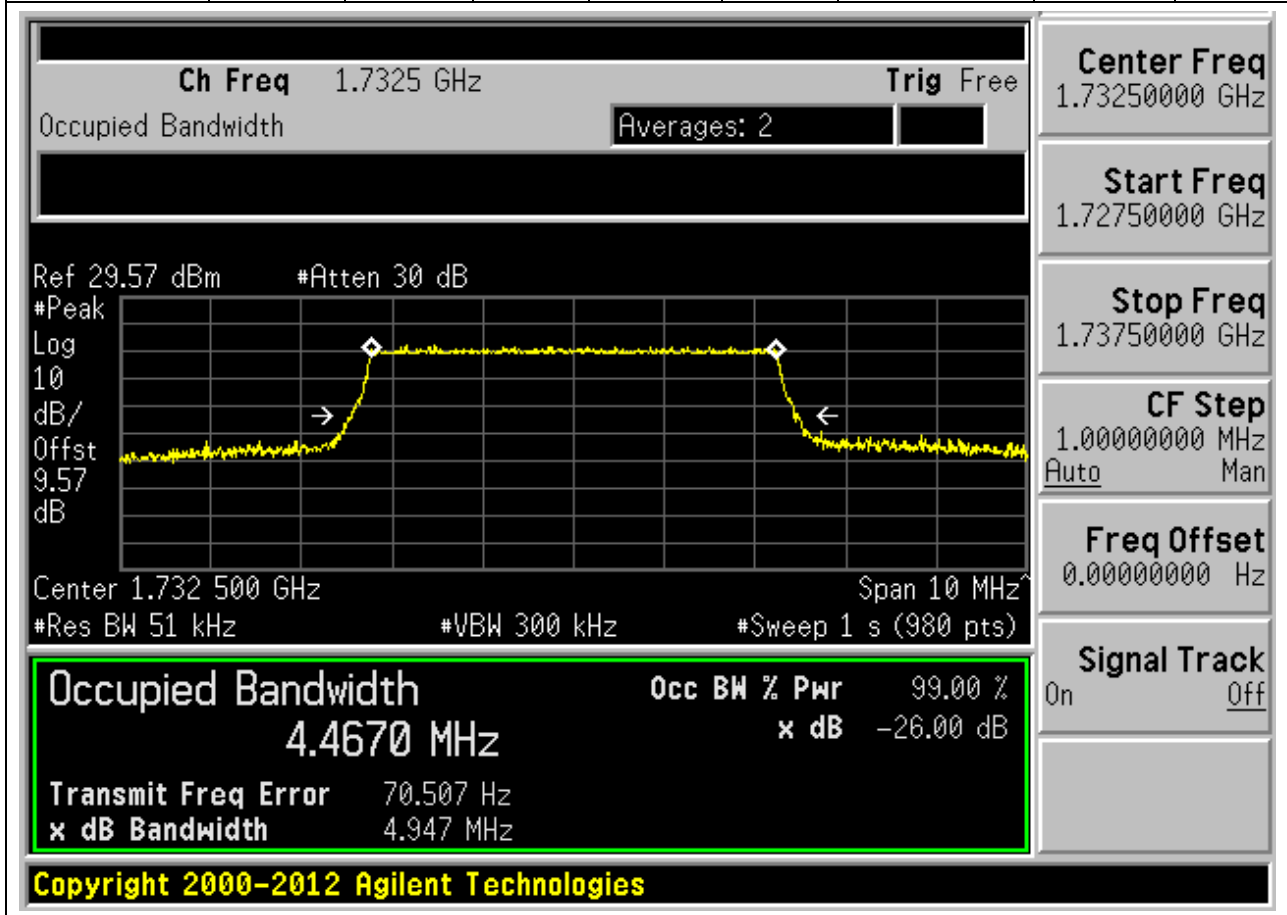 Ch Freq 1.7325 GHz Trig Free
Occupied Bandwidth Averages: 2
Ref 29.57 dBm #Atten 30 dB
#Peak
Log
10
dB/
Offst
9.57
dB
Center 1.732 500 GHz Span 10 MHz^
#Res BW 51 kHz #VBW 300 kHz #Sweep 1 s (980 pts)
Occupied Bandwidth Occ BW % Pwr 99.00 %
4.4670 MHz x dB -26.00 dB
Transmit Freq Error 70.507 Hz
x dB Bandwidth 4.947 MHz
Copyright 2000-2012 Agilent Technologies
Center Freq
1.73250000 GHz
Start Freq
1.72750000 GHz
Stop Freq
1.73750000 GHz
CF Step
1.00000000 MHz
Auto Man
Freq Offset
0.00000000 Hz
Signal Track
On Off